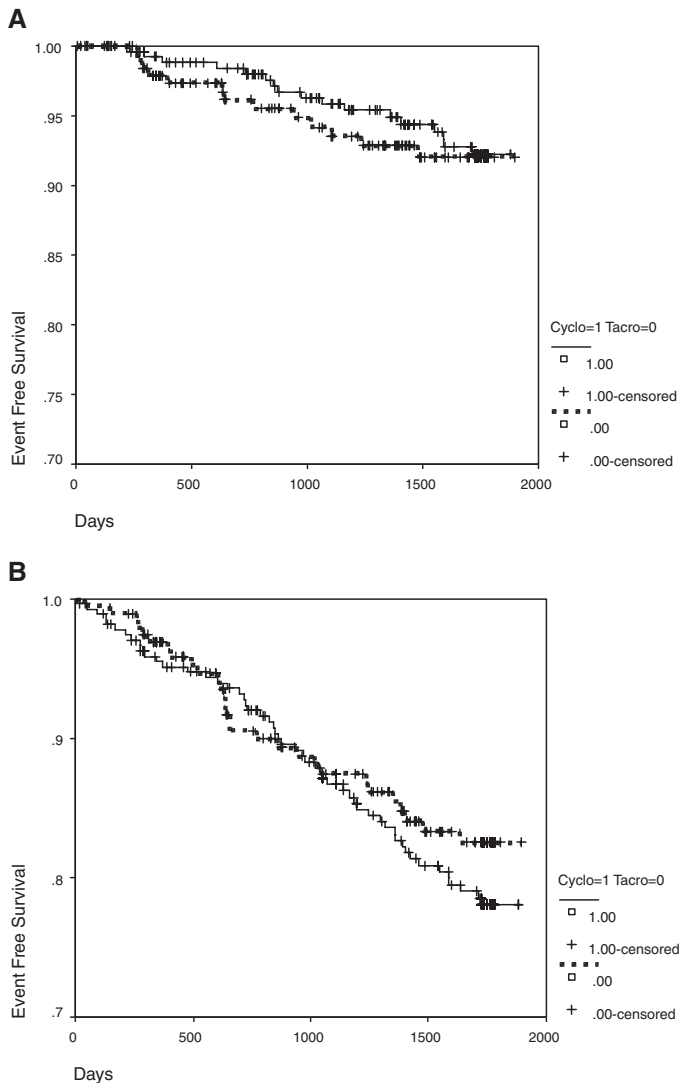 A
1.00
.95
.90
.85
.80
.75
.70
Event Free Survival
0
500
1000
1500
2000
Days
Cyclo=1 Tacro=0
1.00
1.00-censored
.00
.00-censored
B
1.0
.9
.8
.7
Event Free Survival
0
500
1000
1500
2000
Days
Cyclo=1 Tacro=0
1.00
1.00-censored
.00
.00-censored